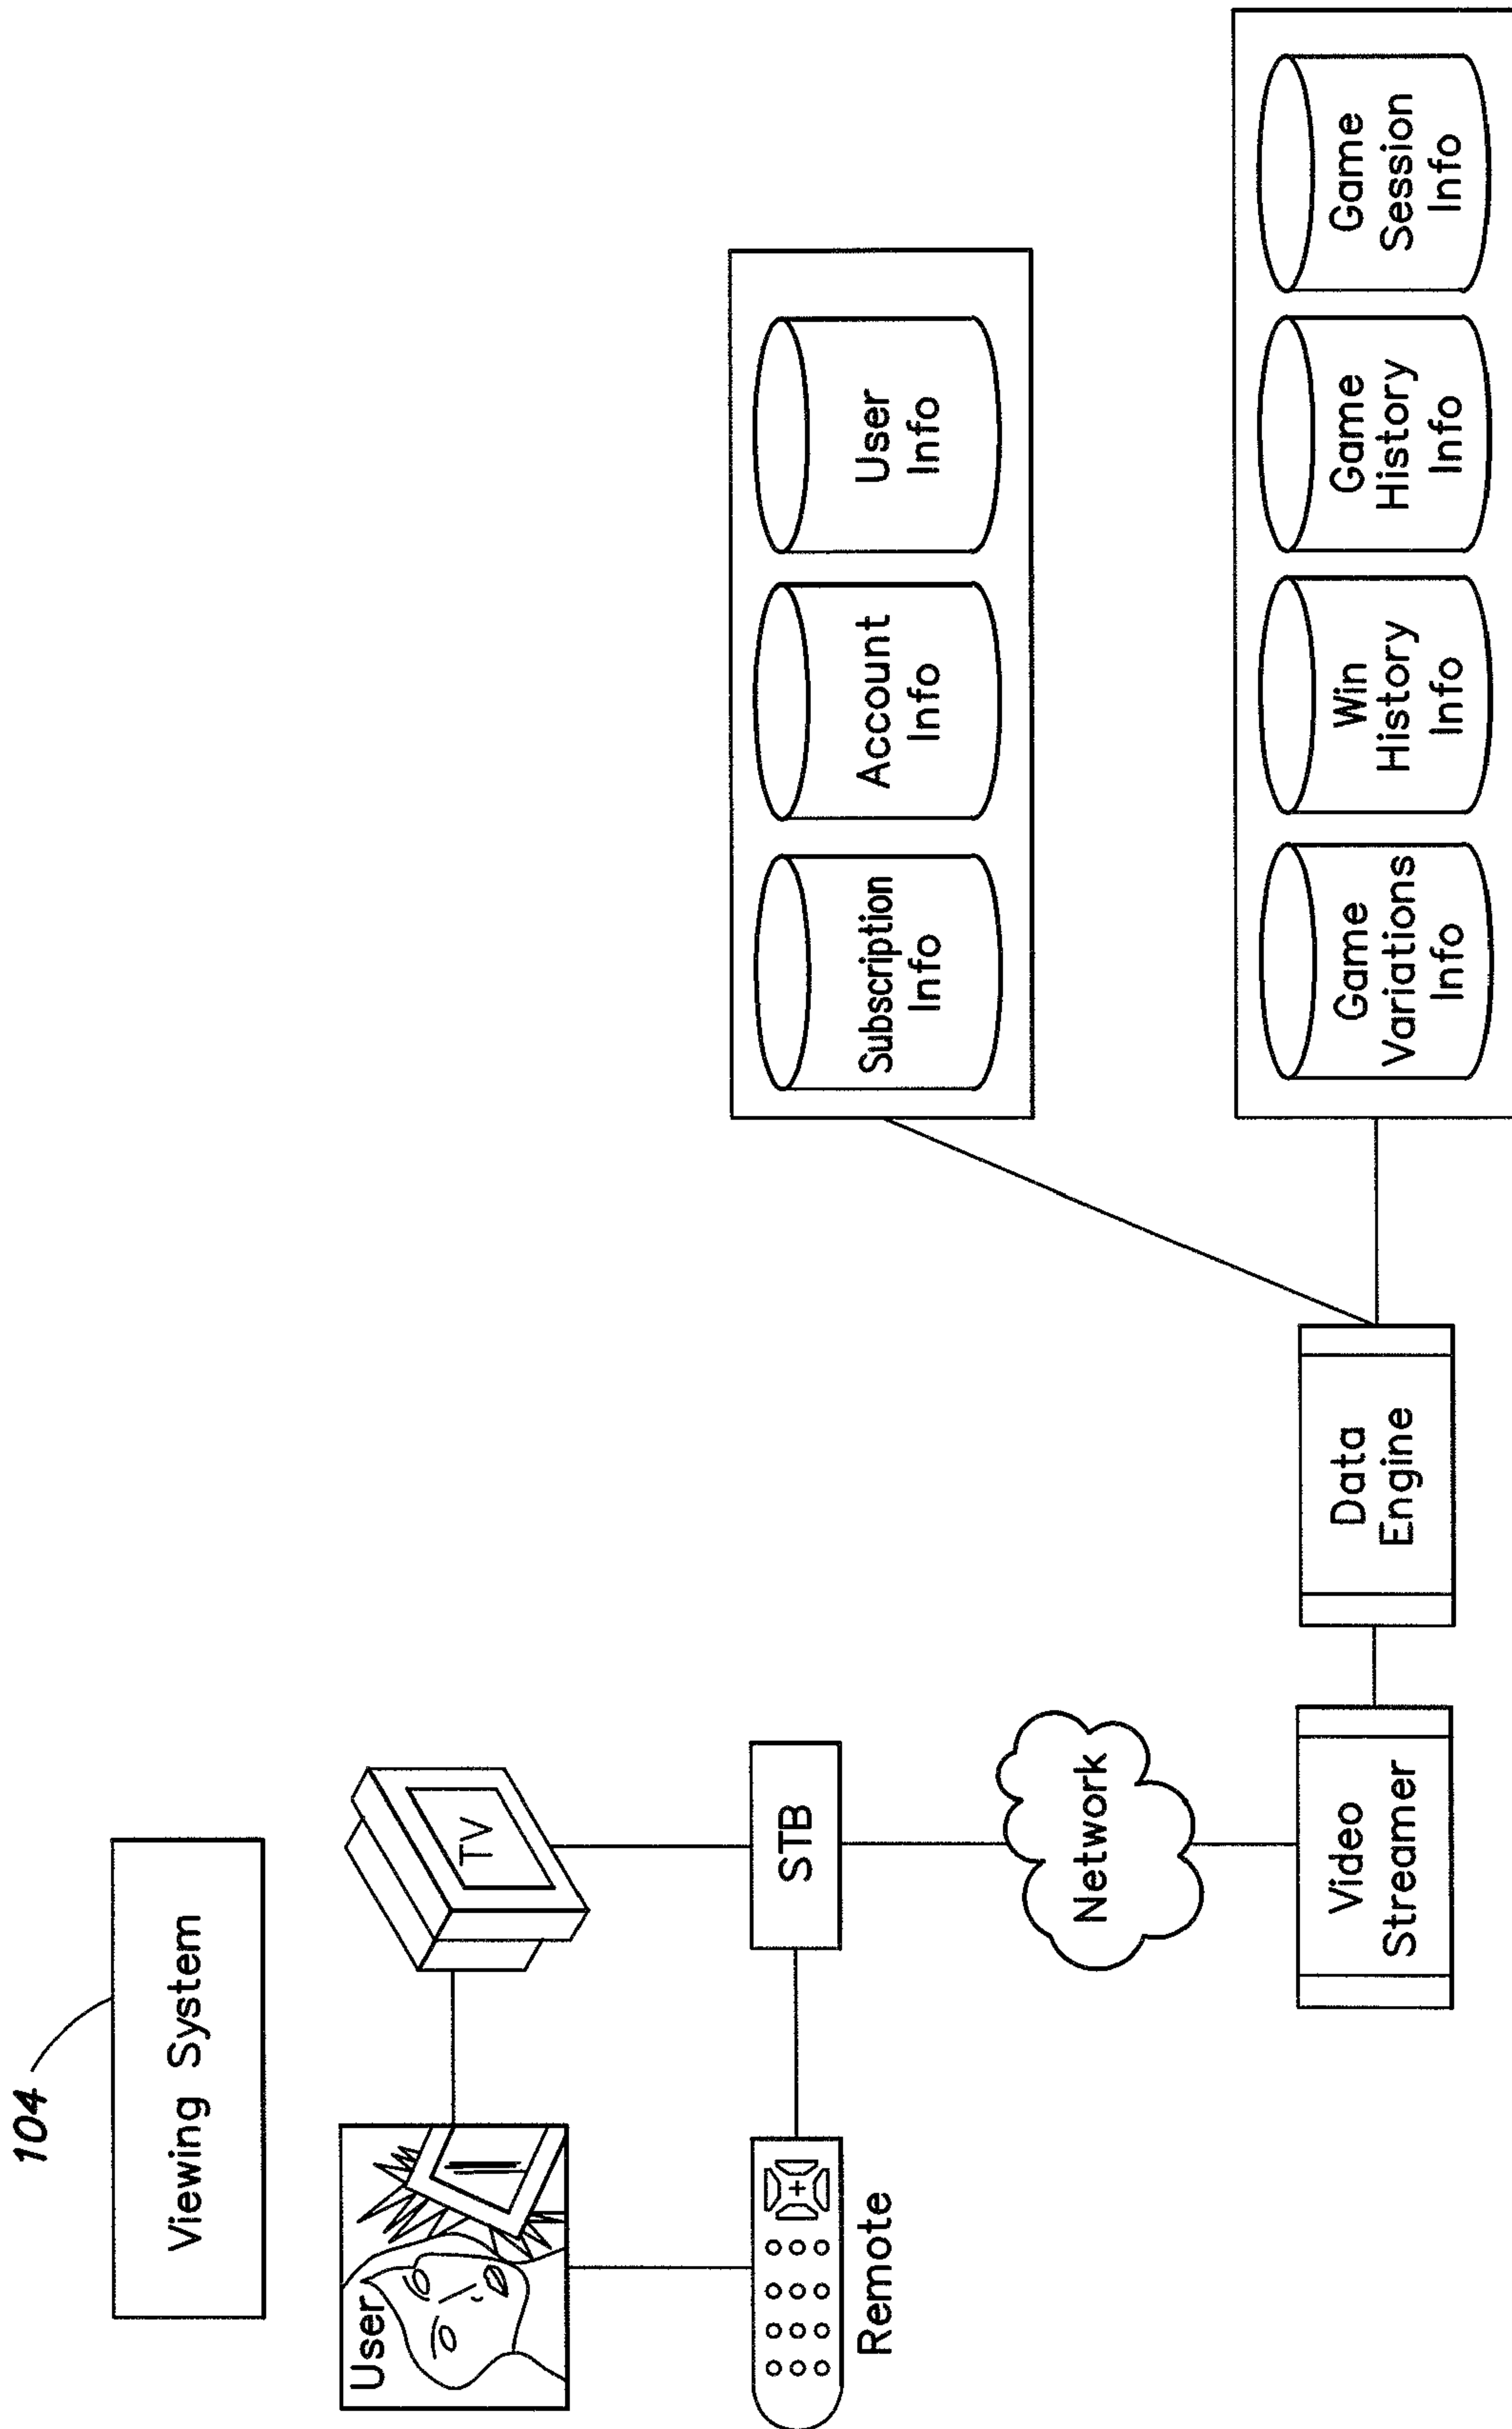 104
Viewing System
User
TV
Remote
STB
Network
Video
Streamer
Data
Engine
Subscription
Info
Account
Info
User
Info
Game
Variations
Info
Win
History
Info
Game
History
Info
Game
Session
Info